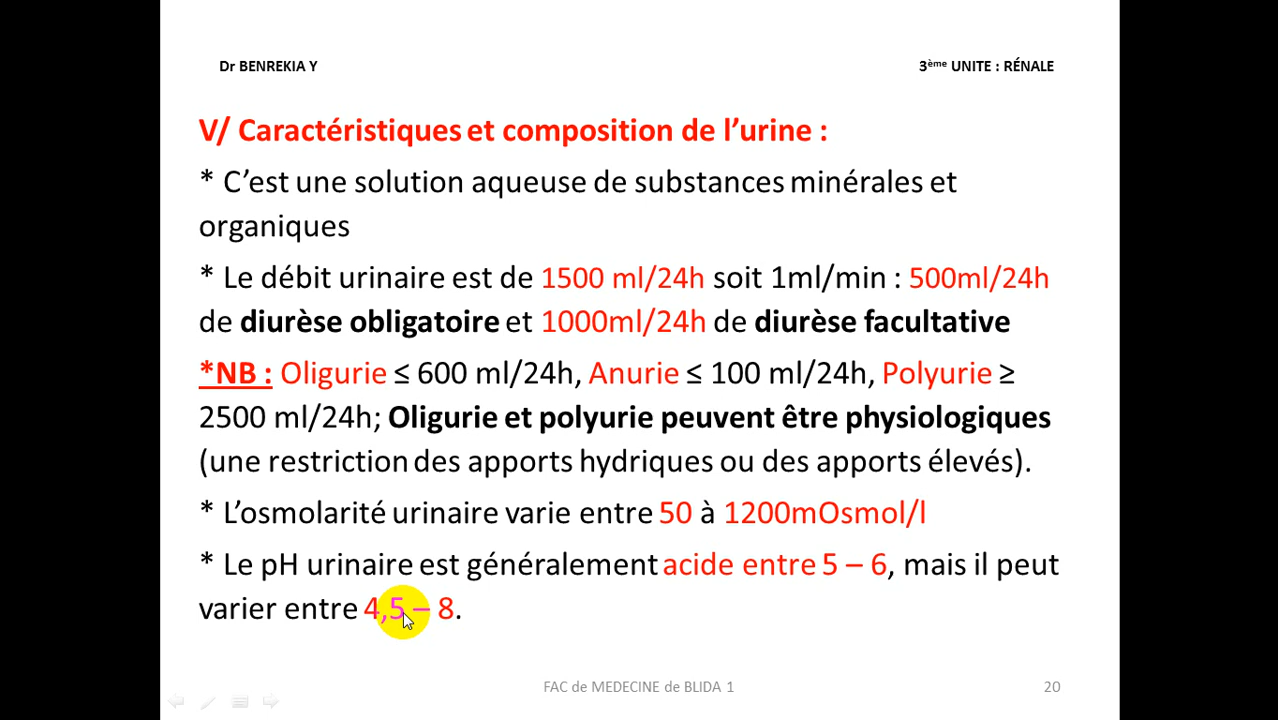 Dr BENREKIA Y
3ème UNITE : RÉNALE
V/ Caractéristiques et composition de l’urine :
* C’est une solution aqueuse de substances minérales et
organiques
* Le débit urinaire est de 1500 ml/24h soit 1ml/min : 500ml/24h
de diurèse obligatoire et 1000ml/24h de diurèse facultative
*NB : Oligurie ≤ 600 ml/24h, Anurie ≤ 100 ml/24h, Polyurie ≥
2500 ml/24h; Oligurie et polyurie peuvent être physiologiques
(une restriction des apports hydriques ou des apports élevés).
* L’osmolarité urinaire varie entre 50 à 1200mOsmol/l
* Le pH urinaire est généralement acide entre 5 – 6, mais il peut
varier entre 4,5 – 8.
FAC de MEDECINE de BLIDA 1
20